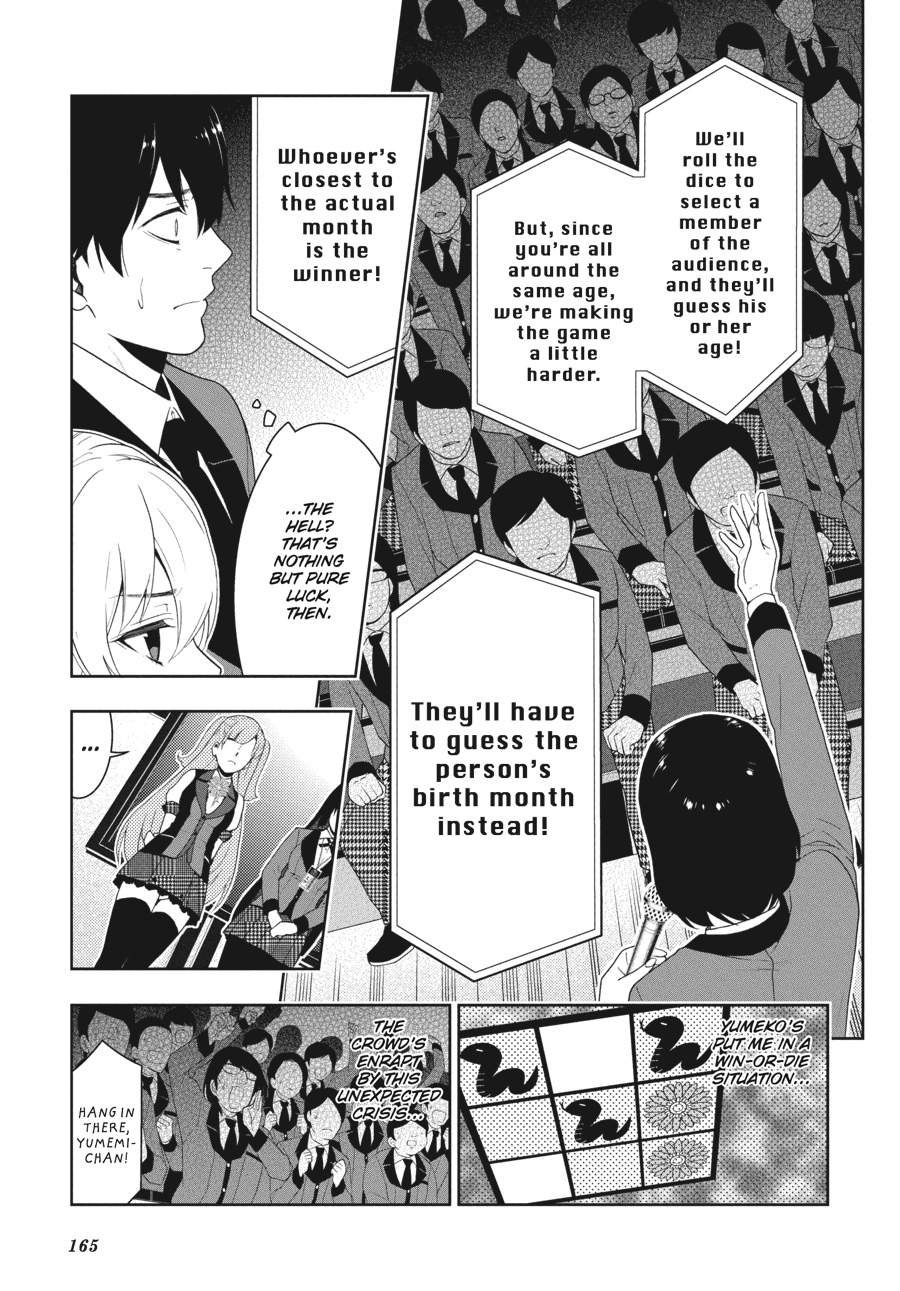 We'll
roll the
dice to
select a
member
of the
audience,
and they'll
guess his
or her
age!
But, since
you're all
around the
same age,
we're making
the game
a little
harder.
They'll have
to guess the
person's
birth month
instead!
Whoever's
closest to
the actual
month
is the
winner!
...THE
HELL?
THAT'S
NOTHING
BUT PURE
LUCK,
THEN.
...
YUMEKO'S
PUT ME IN A
WIN-OR-DIE
SITUATION...
THE
CROWD'S
ENRAPT
BY THIS
UNEXPECTED
CRISIS...
HANG IN
THERE,
YUMEMI-
CHAN!
165